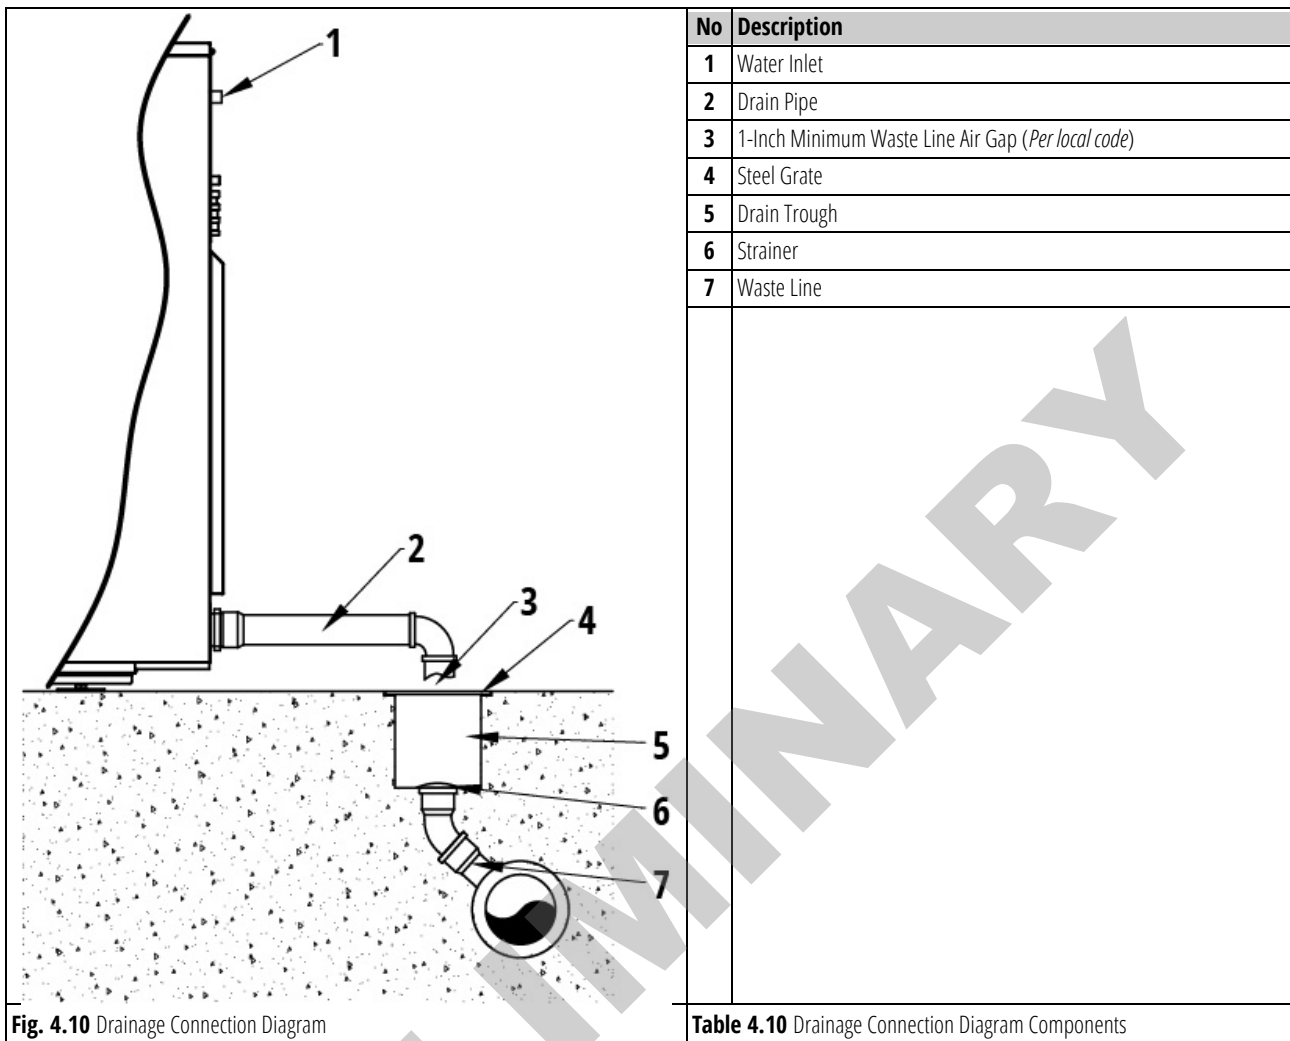 1
2
3
4
5
6
7
Fig. 4.10 Drainage Connection Diagram
No Description
1 Water Inlet
2 Drain Pipe
3 1-Inch Minimum Waste Line Air Gap (Per local code)
4 Steel Grate
5 Drain Trough
6 Strainer
7 Waste Line
Table 4.10 Drainage Connection Diagram Components
IMINARY